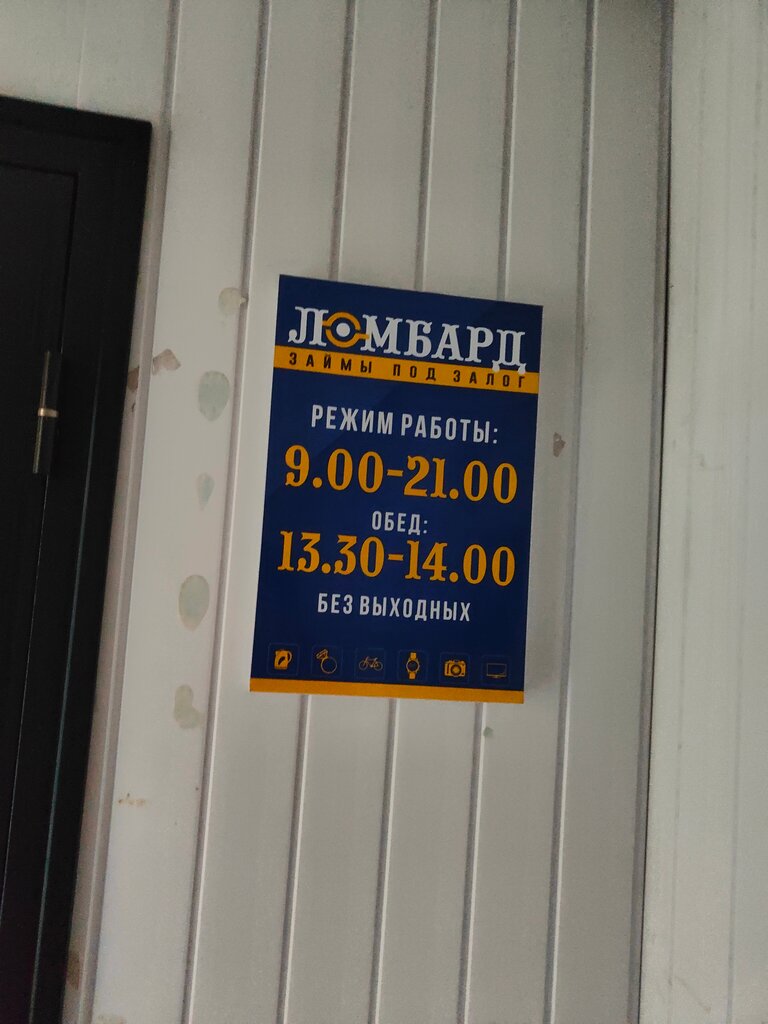 ЛОМБАРД
ЗАЙМЫ ПОД ЗАЛОГ
РЕЖИМ РАБОТЫ:
9.00-21.00
ОБЕД:
13.30-14.00
БЕЗ ВЫХОДНЫХ